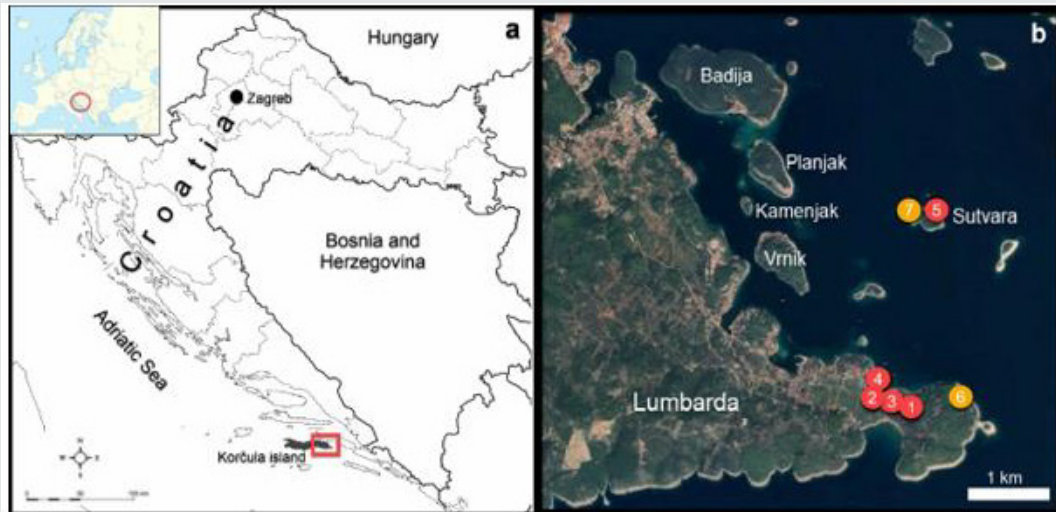 a
Hungary
Zagreb
Croatia
Bosnia and
Herzegovina
Adriatic Sea
Korčula island
N
W
E
S
b
Badija
Planjak
Kamenjak
7
5
Sutvara
Vrnik
4
2
3
1
6
Lumbarda
1 km